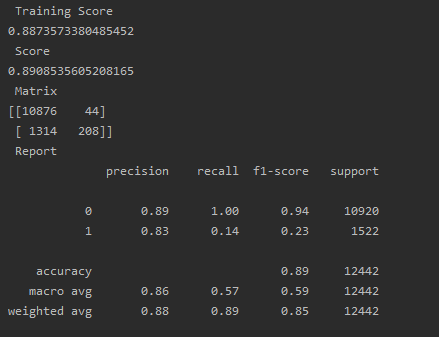 Training Score
0.8873573380485452
Score
0.8908535605208165
Matrix
[[10876    44]
 [ 1314   208]]
Report
              precision    recall  f1-score   support

           0       0.89      1.00      0.94     10920
           1       0.83      0.14      0.23      1522

    accuracy                           0.89     12442
   macro avg       0.86      0.57      0.59     12442
weighted avg       0.88      0.89      0.85     12442